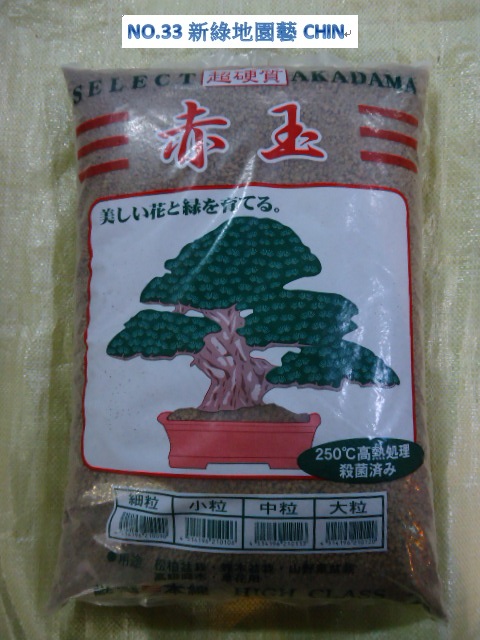 NO.33 新綠地園藝 CHIN
SELECT 超硬質 AKADAMA
赤玉
美しい花と緑を育てる。
250℃高熱処理
殺菌済み
細粒 小粒 中粒 大粒
●用途
HIGH CLASS